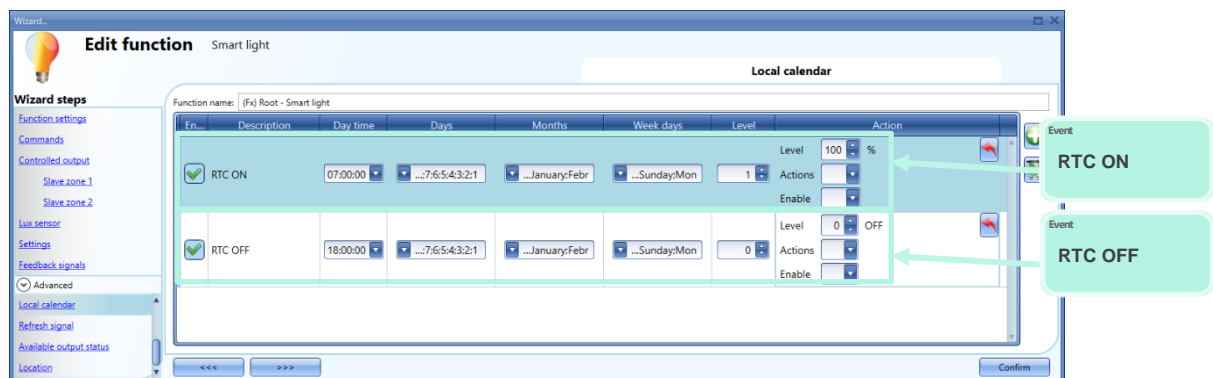 Wizard...
Edit function Smart light
Local calendar
Wizard steps
Function settings
Commands
Controlled output
Slave zone 1
Slave zone 2
Lux sensor
Settings
Feedback signals
Advanced
Local calendar
Refresh signal
Available output status
Location
Function name: (Fx) Root - Smart light
En... Description Day time Days Months Week days Level Action
RTC ON 07:00:00 ...;7;6;5;4;3;2;1 ...January;Febr ...Sunday;Mon 1
Level 100 %
Actions
Enable
RTC OFF 18:00:00 ...;7;6;5;4;3;2;1 ...January;Febr ...Sunday;Mon 0
Level 0 OFF
Actions
Enable
<<< >>> Confirm
Event
RTC ON
Event
RTC OFF